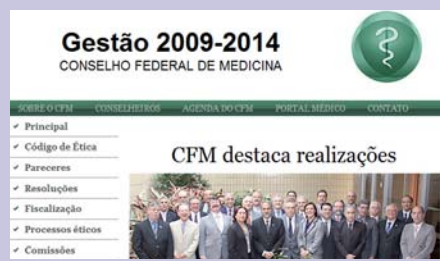 Gestão 2009-2014
CONSELHO FEDERAL DE MEDICINA
SOBRE O CFM CONSELHEIROS AGENDA DO CFM PORTAL MÉDICO CONTATO
Principal
Código de Ética
Pareceres
Resoluções
Fiscalização
Processos éticos
Comissões
CFM destaca realizações